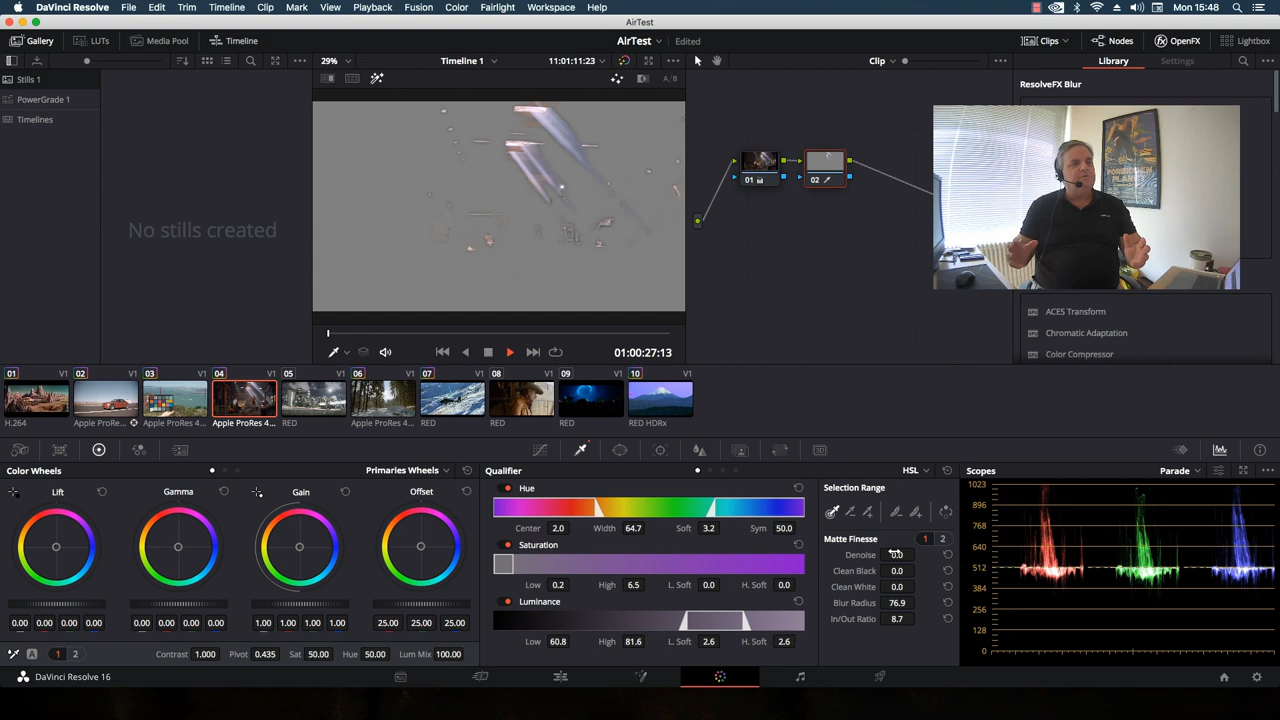 DaVinci Resolve File Edit Trim Timeline Clip Mark View Playback Fusion Color Fairlight Workspace Help Mon 15:48
AirTest
Gallery LUTs Media Pool Timeline AirTest Edited Clips Nodes OpenFX Lightbox
29% Timeline 1 11:01:11:23 Clip Library Settings
Stills 1 A/B ResolveFX Blur
PowerGrade 1
Timelines
FORBIDDEN PLANET
01 02
No stills created
ACES Transform
Chromatic Adaptation
Color Compressor
01:00:27:13
01 V1 02 V1 03 V1 04 V1 05 V1 06 V1 07 V1 08 V1 09 V1 10 V1
H.264 Apple ProRe... Apple ProRes 4... Apple ProRes 4... RED Apple ProRes 4... RED RED RED RED HDRx
Color Wheels Primaries Wheels Qualifier HSL Scopes Parade
Lift Gamma Gain Offset Hue Selection Range
Center 2.0 Width 64.7 Soft 3.2 Sym 50.0
Matte Finesse 1 2
Saturation Denoise 0.0
Clean Black 0.0
Low 0.2 High 6.5 L. Soft 0.0 H. Soft 0.0 Clean White 0.0
Luminance Blur Radius 76.9
0.00 0.00 0.00 0.00 0.00 0.00 0.00 0.00 1.00 1.00 1.00 1.00 25.00 25.00 25.00 25.00 In/Out Ratio 8.7
Low 60.8 High 81.6 L. Soft 2.6 H. Soft 2.6
A 1 2 Contrast 1.000 Pivot 0.435 Sat 50.00 Hue 50.00 Lum Mix 100.00
1023
896
768
640
512
384
256
128
0
DaVinci Resolve 16